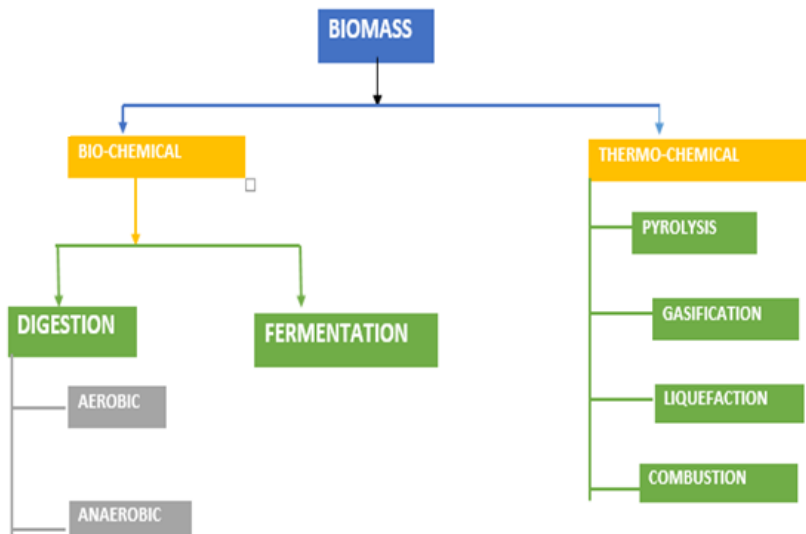 BIOMASS
BIO-CHEMICAL
THERMO-CHEMICAL
PYROLYSIS
GASIFICATION
LIQUEFACTION
COMBUSTION
DIGESTION
FERMENTATION
AEROBIC
ANAEROBIC